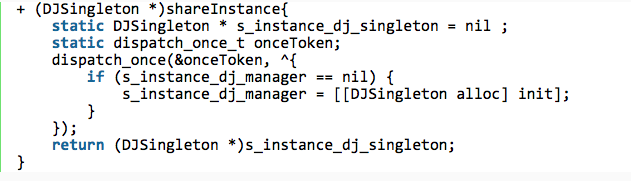 + (DJSingleton *)shareInstance{
    static DJSingleton * s_instance_dj_singleton = nil ;
    static dispatch_once_t onceToken;
    dispatch_once(&onceToken, ^{
        if (s_instance_dj_manager == nil) {
            s_instance_dj_manager = [[DJSingleton alloc] init];
        }
    });
    return (DJSingleton *)s_instance_dj_singleton;
}